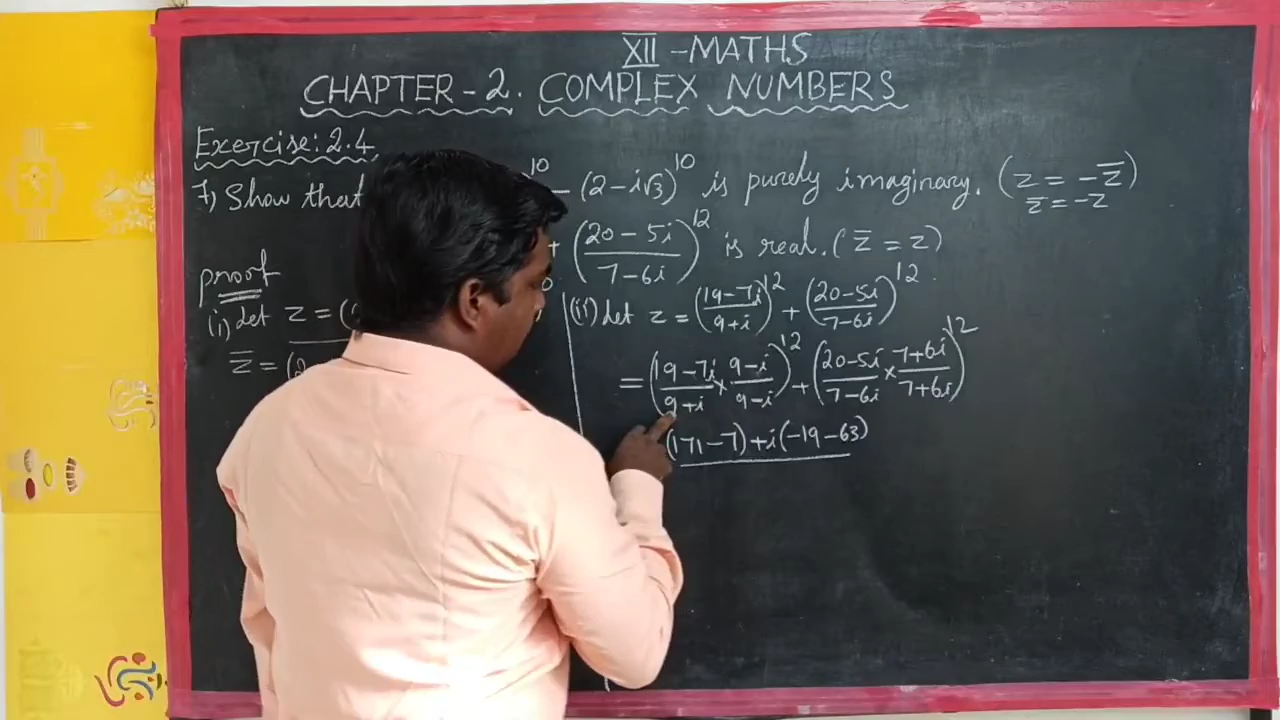 XII - MATHS
CHAPTER - 2. COMPLEX NUMBERS
Exercise: 2.4
7) Show that 10 - (2 - i√3)^10 is purely imaginary. (z = -z̅)
z̅ = -z
+ ((20 - 5i)/(7 - 6i))^12 is real. (z̅ = z)
proof
(i) let z = (
z̅ = (2
(ii) let z = ((19-7i)/(9+i))^12 + ((20-5i)/(7-6i))^12.
= ((19-7i)/(9+i) × (9-i)/(9-i))^12 + ((20-5i)/(7-6i) × (7+6i)/(7+6i))^12
(171-7)+i(-19-63)